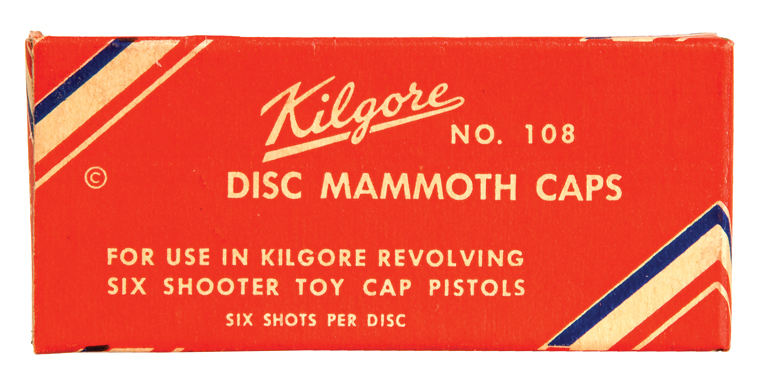 Kilgore
NO. 108
©
DISC MAMMOTH CAPS
FOR USE IN KILGORE REVOLVING
SIX SHOOTER TOY CAP PISTOLS
SIX SHOTS PER DISC